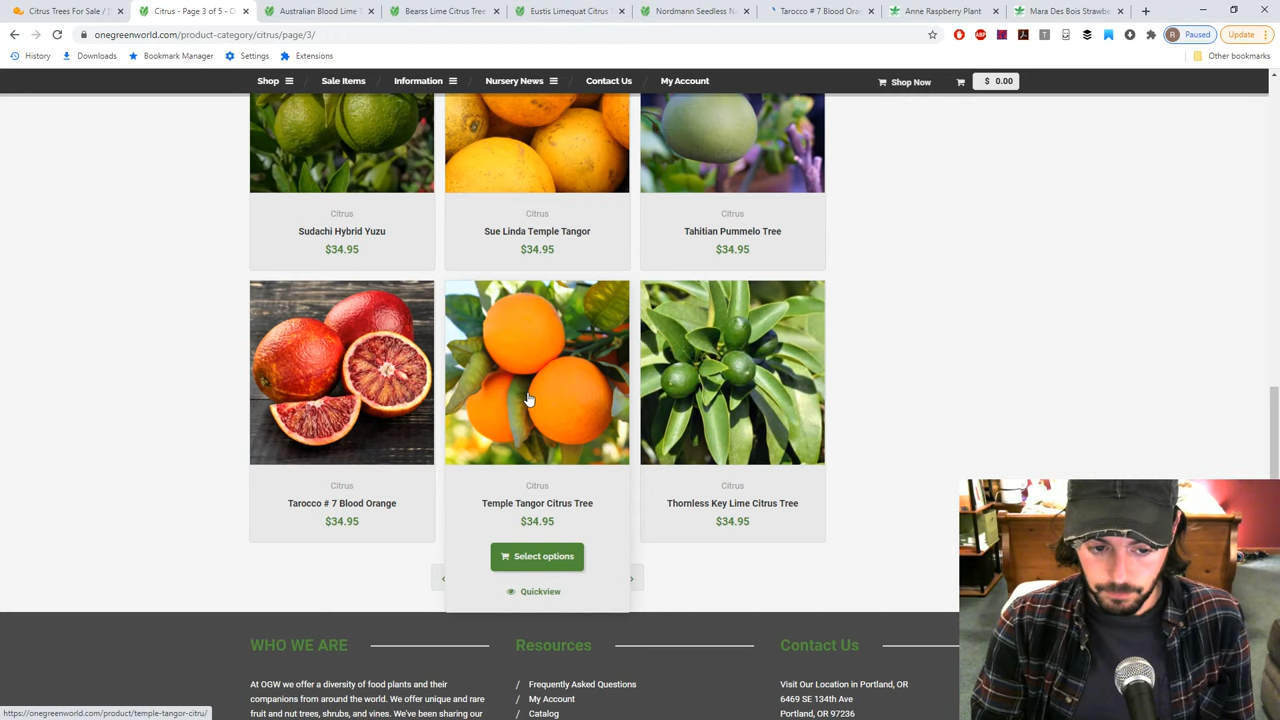 Citrus Trees For Sale / |
Citrus - Page 3 of 5 - O
Australian Blood Lime T
Bearss Lime Citrus Tree
Eustis Limequat Citrus T
Nordmann Seedless N
Tarocco # 7 Blood Oran
Anne Raspberry Plant
Mara Des Bois Strawbe
onegreenworld.com/product-category/citrus/page/3/
ABP
R Paused
Update
History
Downloads
Bookmark Manager
Settings
Extensions
Other bookmarks
Shop
Sale Items
Information
Nursery News
Contact Us
My Account
Shop Now
$ 0.00
Citrus
Sudachi Hybrid Yuzu
$34.95
Citrus
Sue Linda Temple Tangor
$34.95
Citrus
Tahitian Pummelo Tree
$34.95
Citrus
Tarocco # 7 Blood Orange
$34.95
Citrus
Temple Tangor Citrus Tree
$34.95
Select options
Quickview
Citrus
Thornless Key Lime Citrus Tree
$34.95
WHO WE ARE
At OGW we offer a diversity of food plants and their
companions from around the world. We offer unique and rare
fruit and nut trees, shrubs, and vines. We've been sharing our
Resources
/ Frequently Asked Questions
/ My Account
/ Catalog
Contact Us
Visit Our Location in Portland, OR
6469 SE 134th Ave
Portland, OR 97236
https://onegreenworld.com/product/temple-tangor-citru/